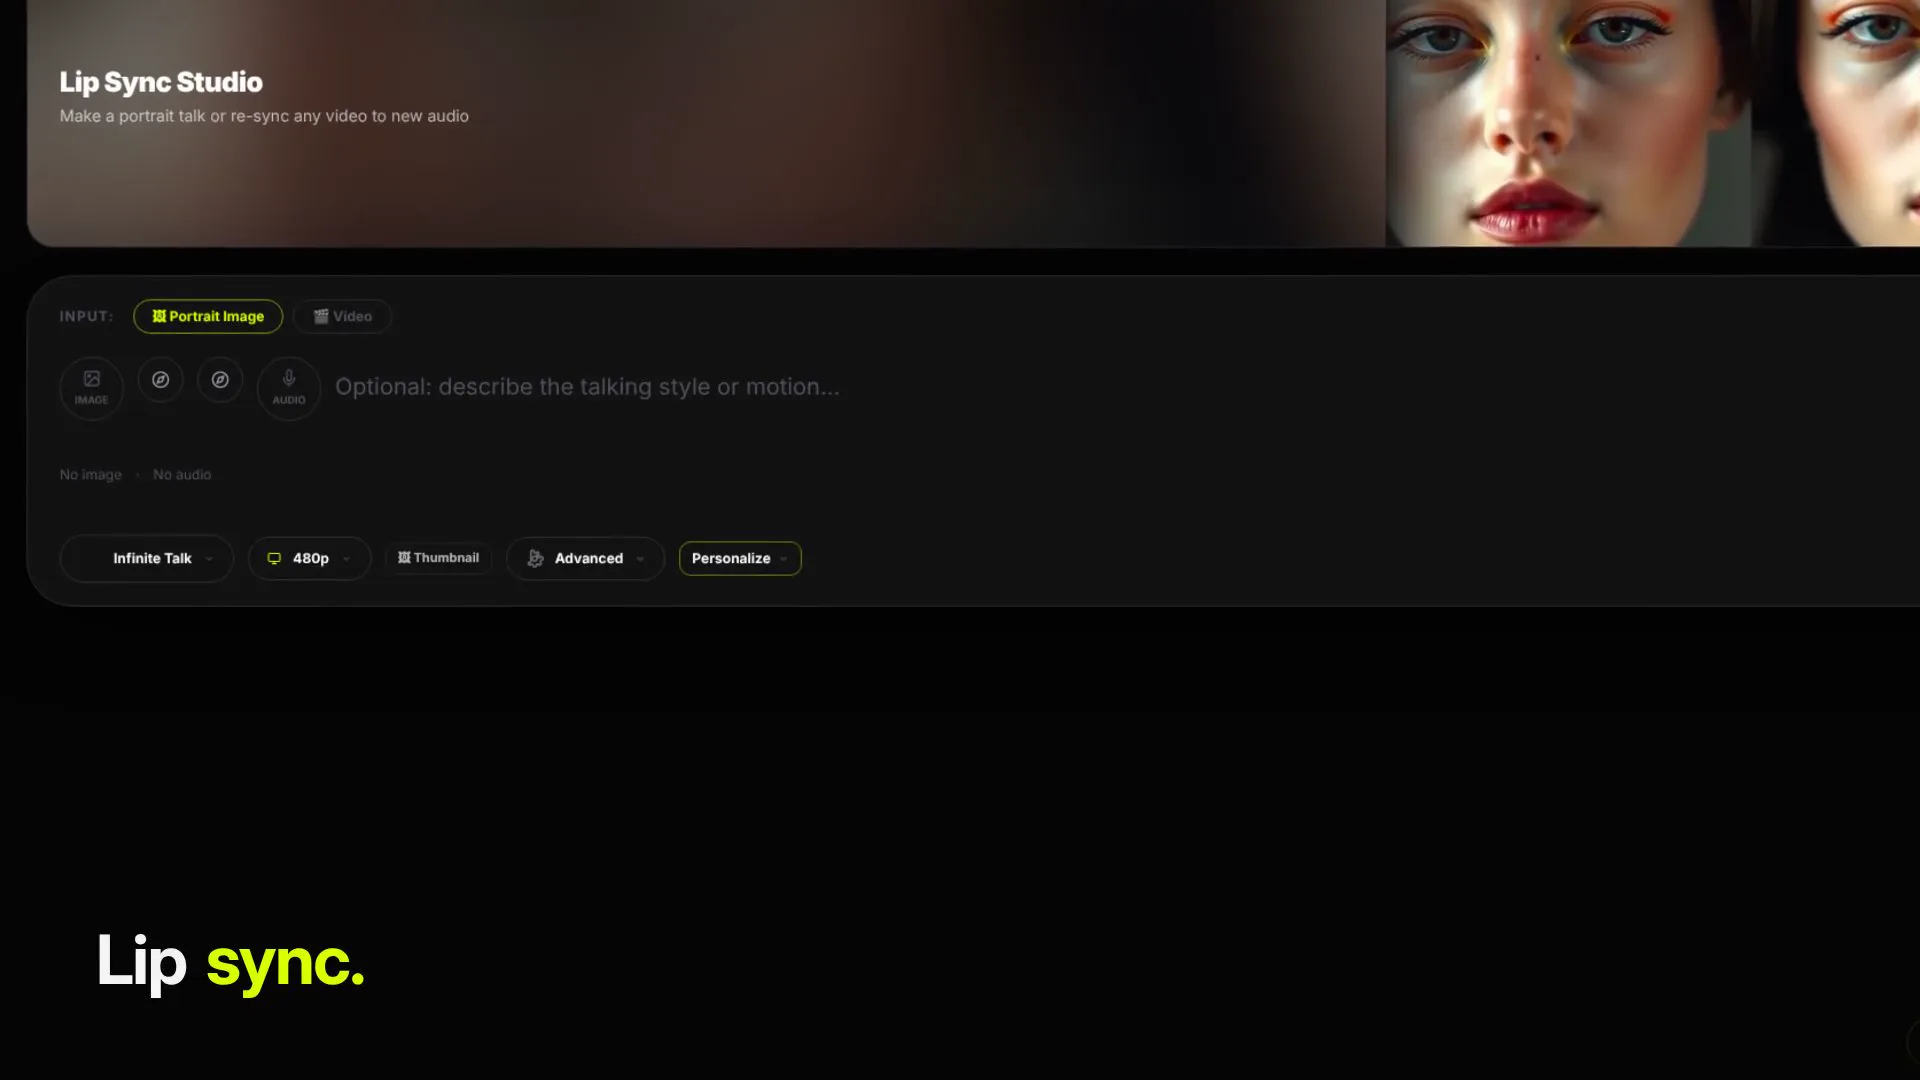 Lip Sync Studio
Make a portrait talk or re-sync any video to new audio
INPUT: Portrait Image Video
IMAGE AUDIO Optional: describe the talking style or motion...
No image · No audio
Infinite Talk 480p Thumbnail Advanced Personalize
Lip sync.